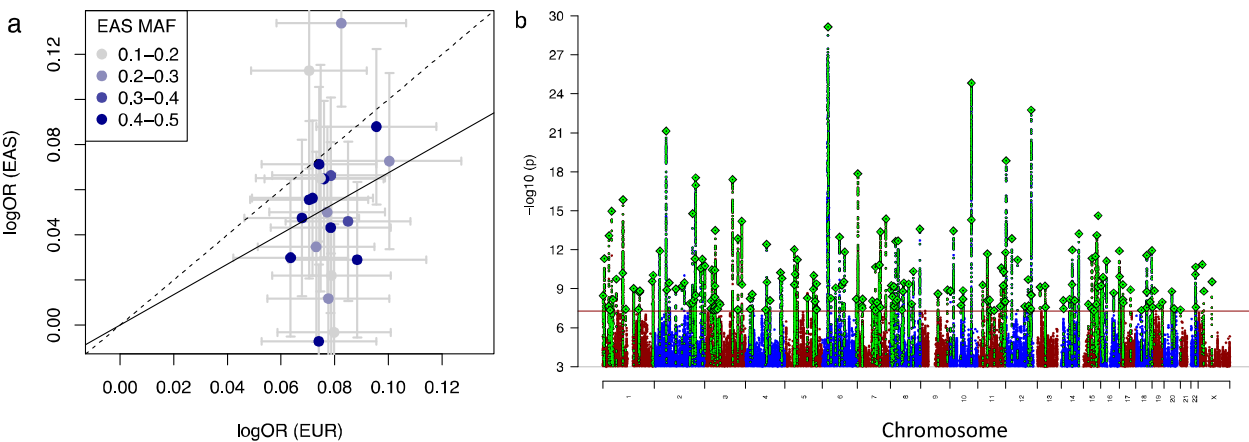 a
EAS MAF
0.1−0.2
0.2−0.3
0.3−0.4
0.4−0.5
logOR (EAS)
0.12
0.08
0.04
0.00
0.00 0.02 0.04 0.06 0.08 0.10 0.12
logOR (EUR)
b
−log10 (p)
30
27
24
21
18
15
12
9
6
3
1 2 3 4 5 6 7 8 9 10 11 12 13 14 15 16 17 18 19 20 21 22 X
Chromosome